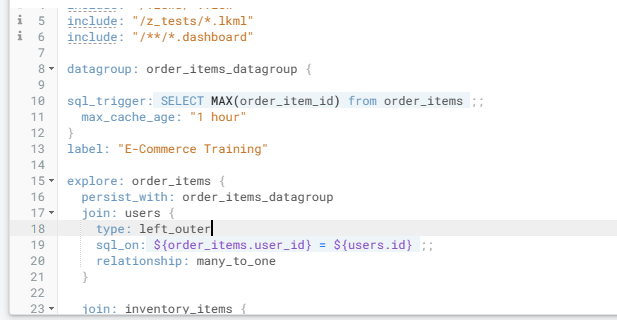 5 include: "/z_tests/*.lkml"
6 include: "/**/*.dashboard"
7
8 datagroup: order_items_datagroup {
9
10 sql_trigger: SELECT MAX(order_item_id) from order_items ;;
11 max_cache_age: "1 hour"
12 }
13 label: "E-Commerce Training"
14
15 explore: order_items {
16 persist_with: order_items_datagroup
17 join: users {
18 type: left_outer
19 sql_on: ${order_items.user_id} = ${users.id} ;;
20 relationship: many_to_one
21 }
22
23 join: inventory_items {